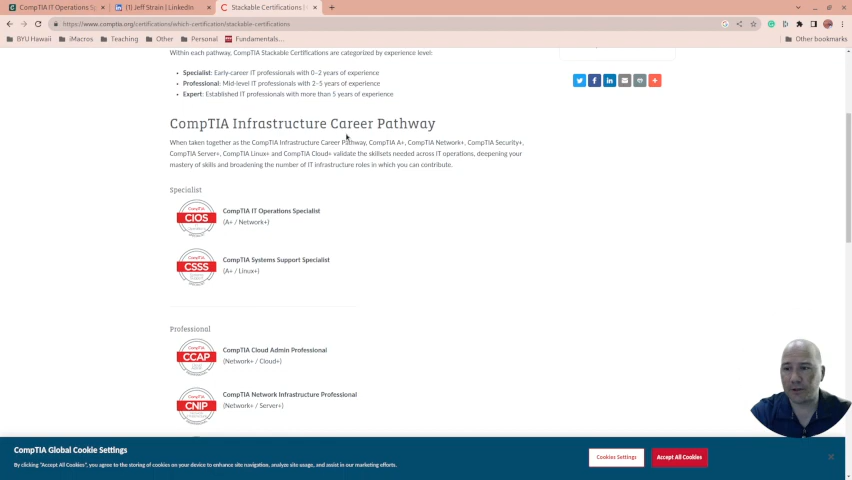 CompTIA IT Operations Sp
(1) Jeff Strain | LinkedIn
Stackable Certifications |
https://www.comptia.org/certifications/which-certification/stackable-certifications
BYU Hawaii
iMacros
Teaching
Other
Personal
Fundamentals...
Other bookmarks
Within each pathway, CompTIA Stackable Certifications are categorized by experience level:
• Specialist: Early-career IT professionals with 0–2 years of experience
• Professional: Mid-level IT professionals with 2–5 years of experience
• Expert: Established IT professionals with more than 5 years of experience
CompTIA Infrastructure Career Pathway
When taken together as the CompTIA Infrastructure Career Pathway, CompTIA A+, CompTIA Network+, CompTIA Security+,
CompTIA Server+, CompTIA Linux+ and CompTIA Cloud+ validate the skillsets needed across IT operations, deepening your
mastery of skills and broadening the number of IT infrastructure roles in which you can contribute.
Specialist
CompTIA
CIOS
CompTIA IT Operations Specialist
(A+ / Network+)
CompTIA
CSSS
CompTIA Systems Support Specialist
(A+ / Linux+)
Professional
CompTIA
CCAP
CompTIA Cloud Admin Professional
(Network+ / Cloud+)
CompTIA
CNIP
CompTIA Network Infrastructure Professional
(Network+ / Server+)
CompTIA Global Cookie Settings
By clicking "Accept All Cookies", you agree to the storing of cookies on your device to enhance site navigation, analyze site usage, and assist in our marketing efforts.
Cookies Settings
Accept All Cookies